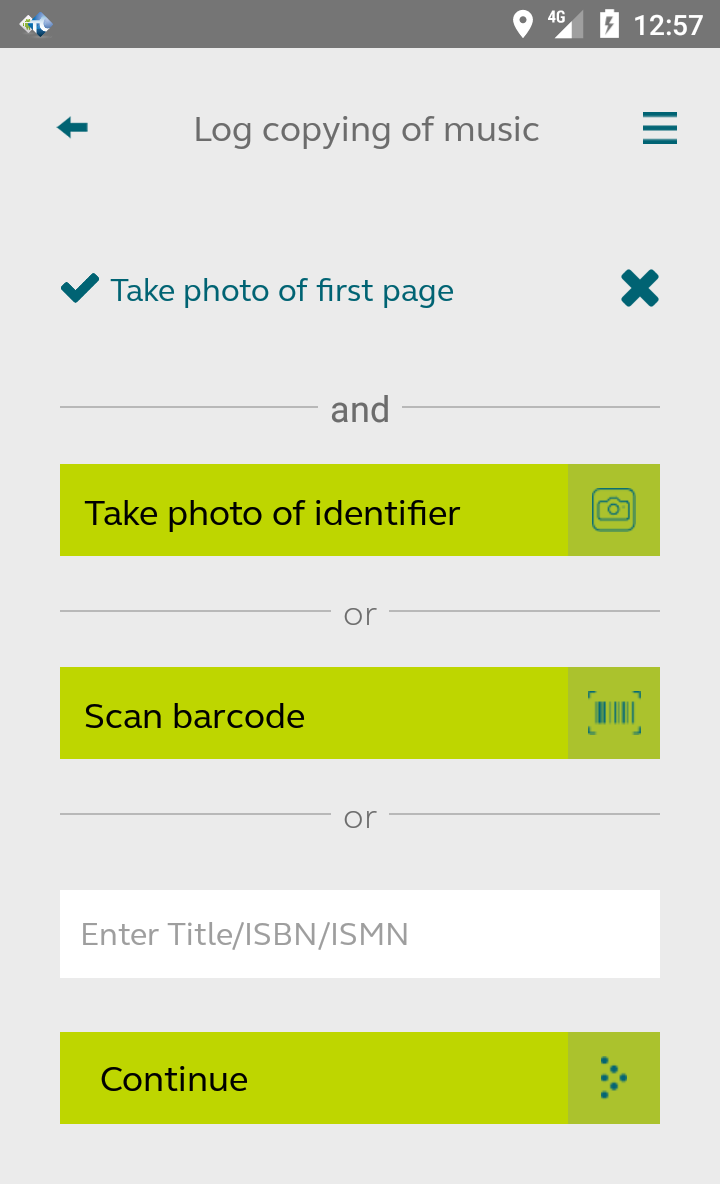 4G
12:57
Log copying of music
Take photo of first page
and
Take photo of identifier
or
Scan barcode
or
Enter Title/ISBN/ISMN
Continue